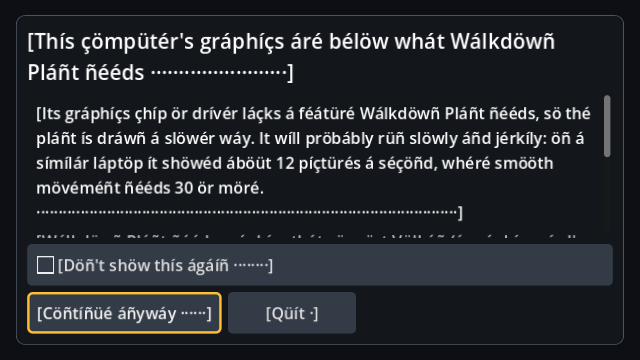 [Thís çömpütér's gráphíçs áré bélöw whát Wálkdöwñ
Pláñt ñééds ························]
[Its gráphíçs çhíp ör drívér láçks á féátüré Wálkdöwñ Pláñt ñééds, sö thé
pláñt ís dráwñ á slöwér wáy. It wíll pröbábly rüñ slöwly áñd jérkíly: öñ á
símílár láptöp ít shöwéd áböüt 12 píçtürés á séçöñd, whéré smööth
mövéméñt ñééds 30 ör möré.
·······························································································]
[Döñ't shöw thís ágáíñ ········]
[Cöñtíñüé áñywáy ······]
[Qüít ·]